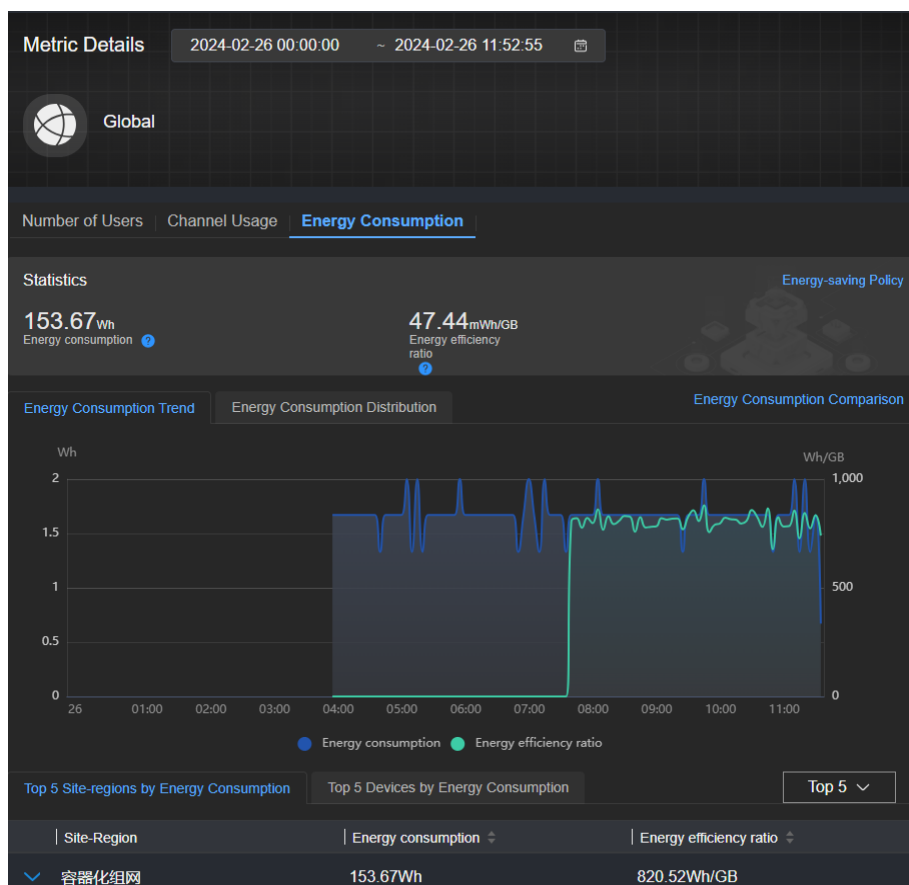 Metric Details 2024-02-26 00:00:00 ~ 2024-02-26 11:52:55
Global
Number of Users Channel Usage Energy Consumption
Statistics Energy-saving Policy
153.67Wh 47.44mWh/GB
Energy consumption ? Energy efficiency
ratio
?
Energy Consumption Trend Energy Consumption Distribution Energy Consumption Comparison
Wh Wh/GB
2 1,000
1.5
1 500
0.5
0 0
26 01:00 02:00 03:00 04:00 05:00 06:00 07:00 08:00 09:00 10:00 11:00
Energy consumption Energy efficiency ratio
Top 5 Site-regions by Energy Consumption Top 5 Devices by Energy Consumption Top 5
Site-Region Energy consumption Energy efficiency ratio
容器化组网 153.67Wh 820.52Wh/GB